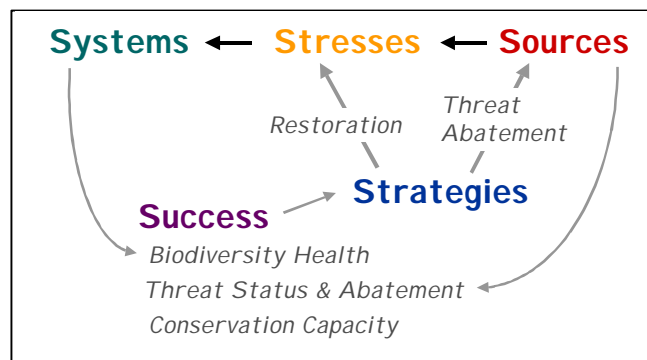 Systems Stresses Sources
Restoration
Threat
Abatement
Strategies
Success
Biodiversity Health
Threat Status & Abatement
Conservation Capacity